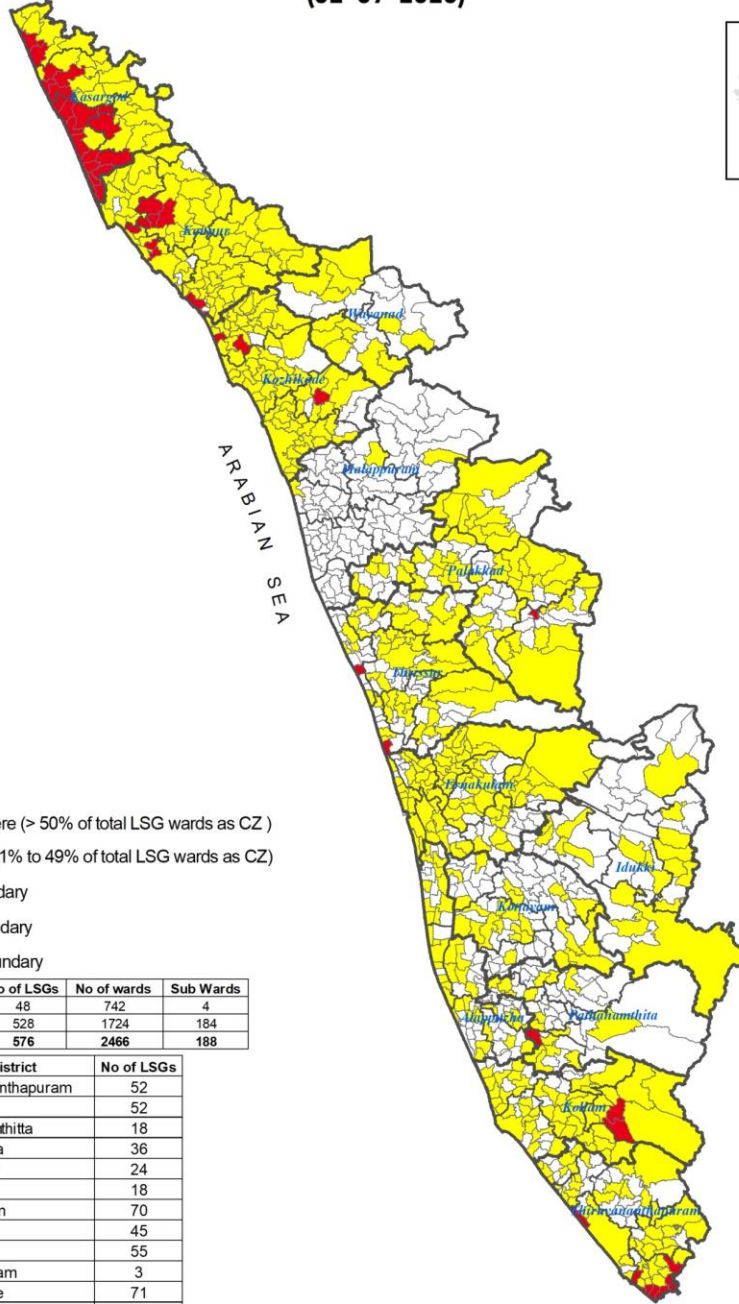 Kasargod
Kannur
Wayanad
Kozhikode
Malappuram
ARABIAN SEA
Palakkad
Thrissur
Ernakulam
ere (> 50% of total LSG wards as CZ )
1% to 49% of total LSG wards as CZ)
Idukki
dary
Kottayam
dary
undary
o of LSGs No of wards Sub Wards
48 742 4
528 1724 184
576 2466 188
Alappuzha
Pathanamthita
istrict No of LSGs
nthapuram 52
52
thitta 18
a 36
24
18
n 70
45
55
am 3
e 71
Kollam
Thiruvananthapuram